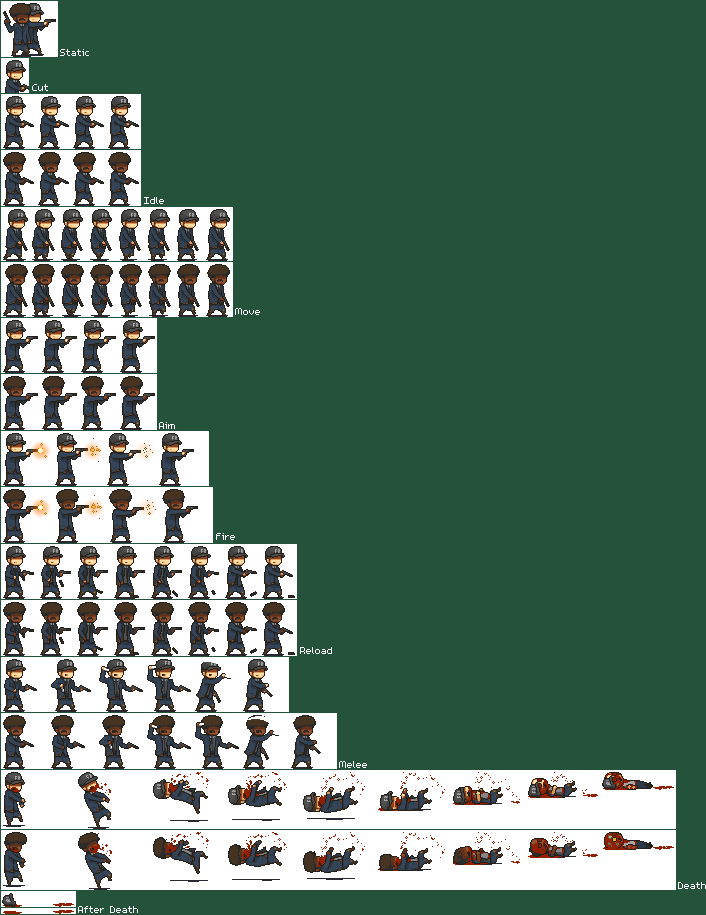 Static
Cut
Idle
Move
Aim
Fire
Reload
Melee
Death
After Death